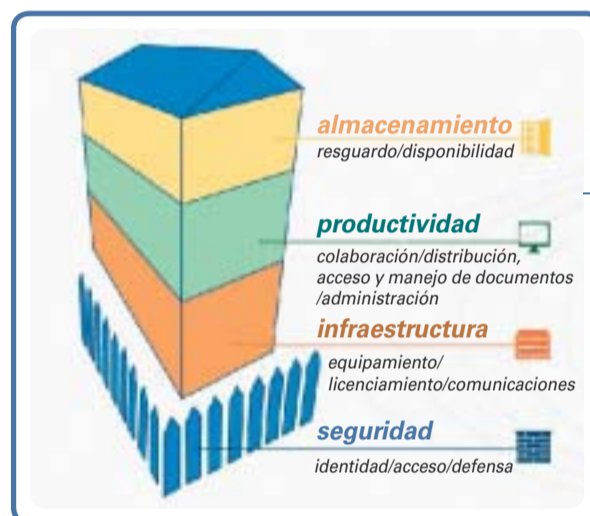 almacenamiento
resguardo/disponibilidad
productividad
colaboración/distribución,
acceso y manejo de documentos
/administración
infraestructura
equipamiento/
licenciamiento/comunicaciones
seguridad
identidad/acceso/defensa